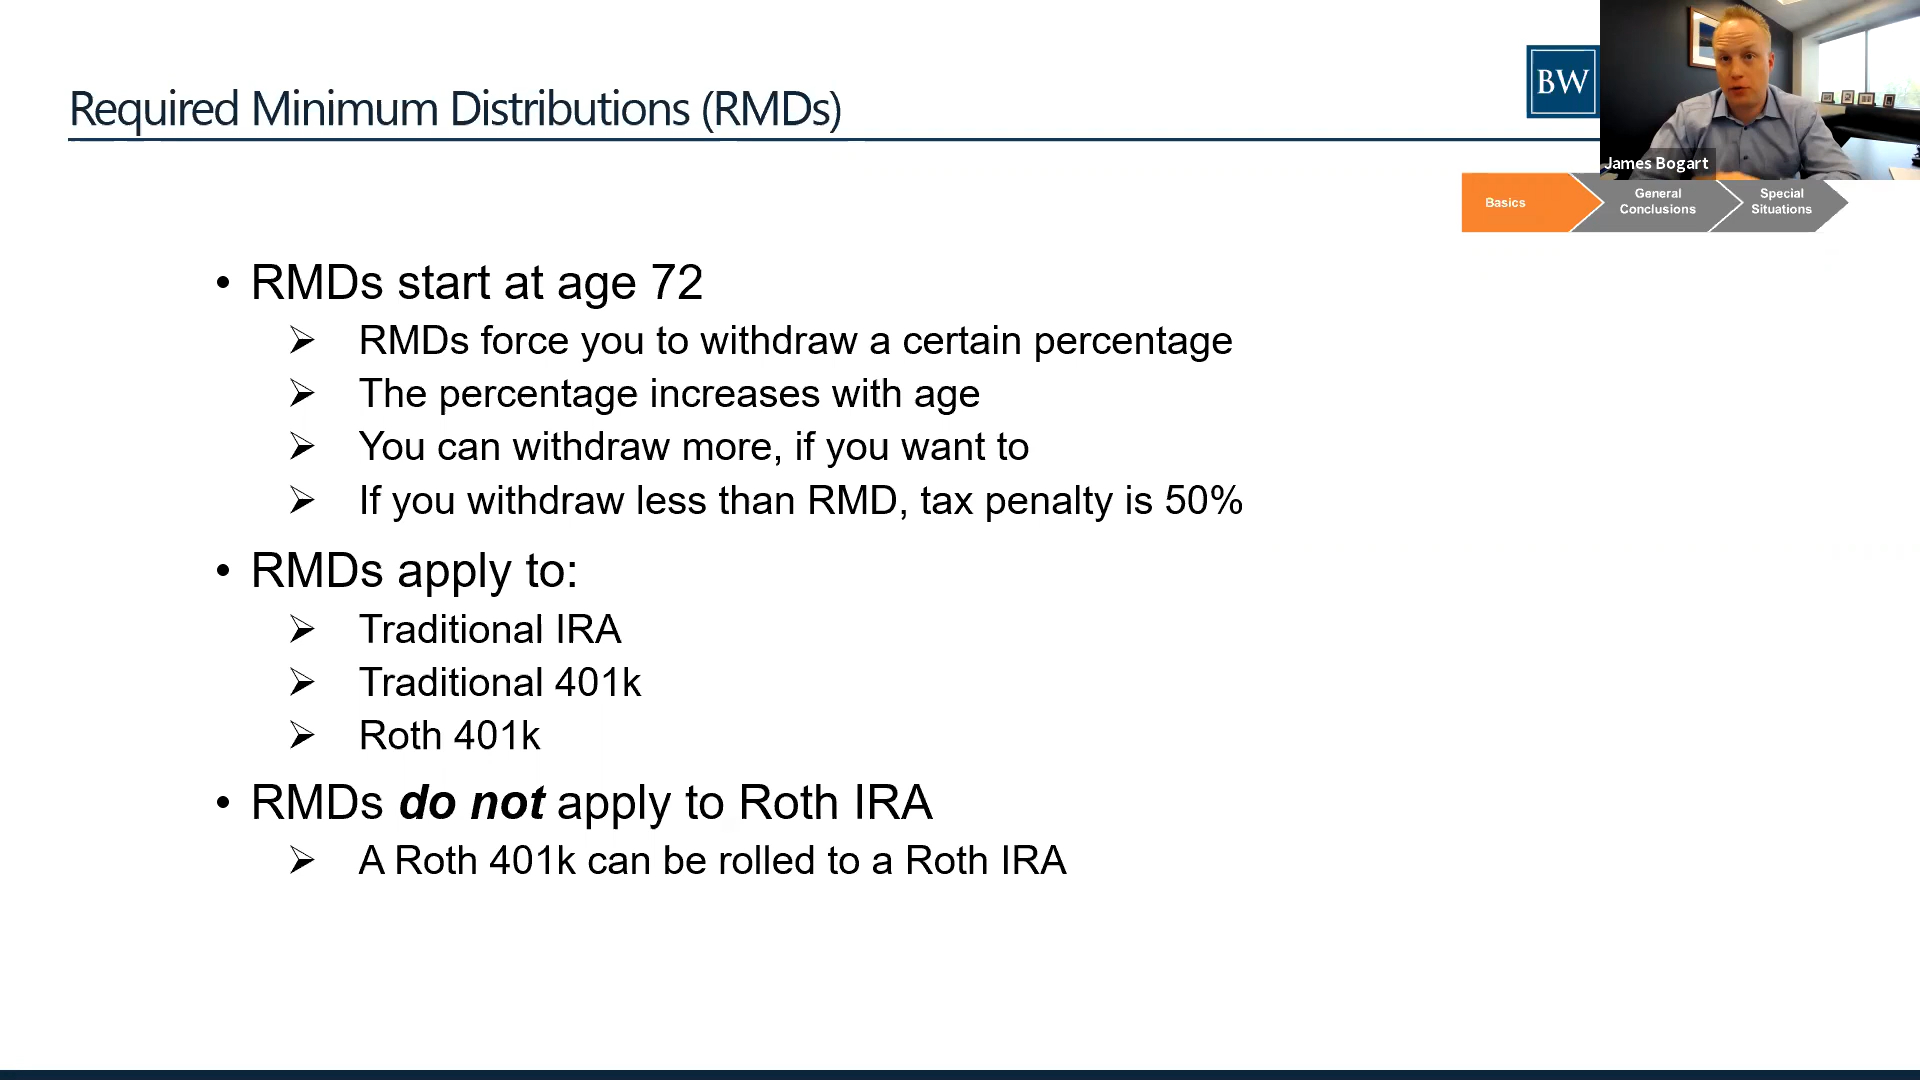 Required Minimum Distributions (RMDs)
BW
James Bogart
Basics
General
Conclusions
Special
Situations
• RMDs start at age 72
➢ RMDs force you to withdraw a certain percentage
➢ The percentage increases with age
➢ You can withdraw more, if you want to
➢ If you withdraw less than RMD, tax penalty is 50%
• RMDs apply to:
➢ Traditional IRA
➢ Traditional 401k
➢ Roth 401k
• RMDs do not apply to Roth IRA
➢ A Roth 401k can be rolled to a Roth IRA